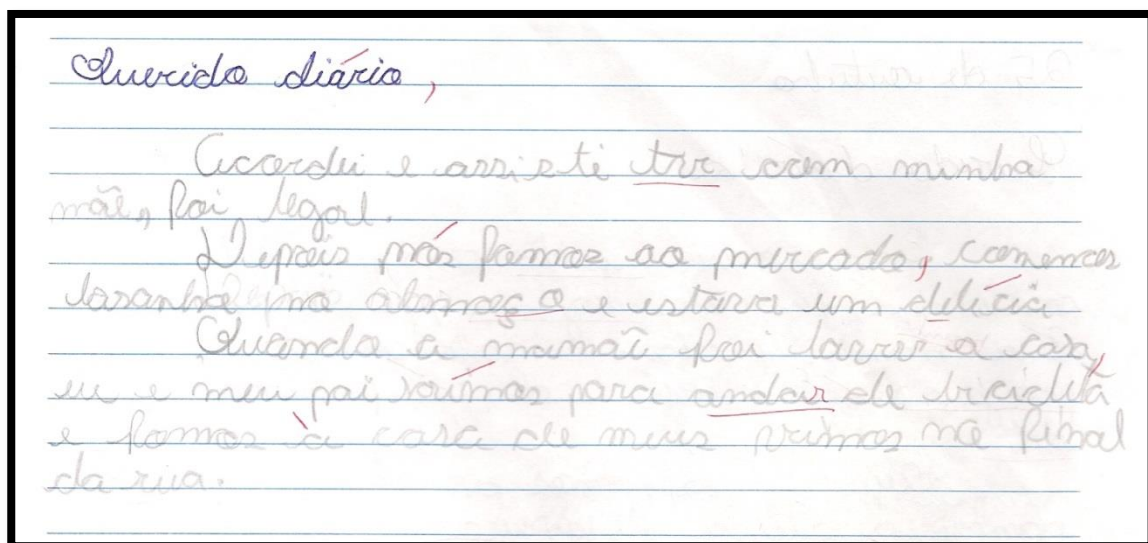 Querido diário,
Acordei e assisti tv com minha
mãe, foi legal.
Depois nós fomos ao mercado, comemos
lasanha no almoço e estava um delícia
Quando a mamãe foi lavar a casa,
eu e meu pai saímos para andar de bicicleta
e fomos à casa de meus primos no final
da rua.